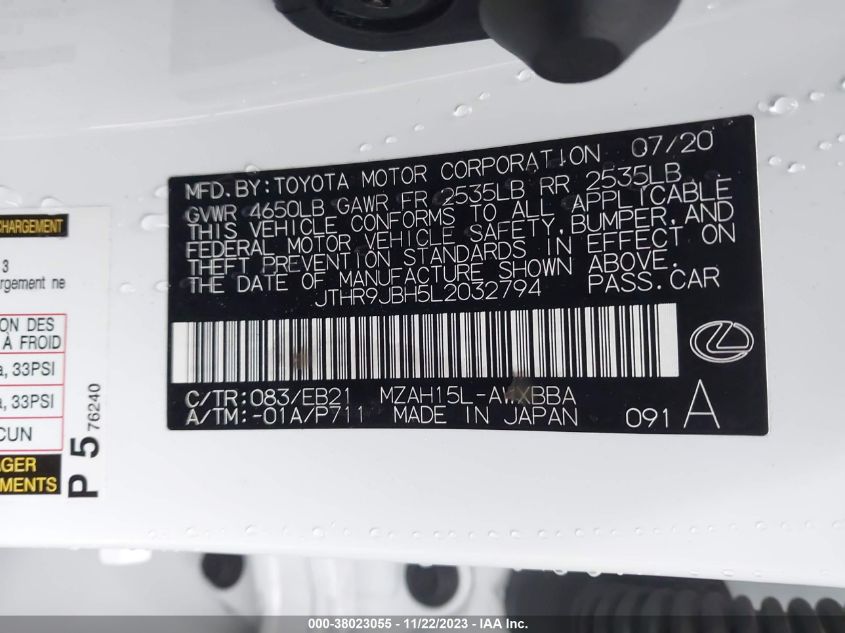 MFD. BY: TOYOTA MOTOR CORPORATION 07/20
GVWR 4650LB GAWR FR 2535LB RR 2535LB
THIS VEHICLE CONFORMS TO ALL APPLICABLE
FEDERAL MOTOR VEHICLE SAFETY, BUMPER, AND
THEFT PREVENTION STANDARDS IN EFFECT ON
THE DATE OF MANUFACTURE SHOWN ABOVE.
JTHR9JBH5L2032794 PASS. CAR
C/TR: 083/EB21 MZAH15L-AWXBBA
A/TM: -01A/P711 MADE IN JAPAN 091 A
CHARGEMENT
3
rgement ne
ON DES
À FROID
a, 33PSI
a, 33PSI
CUN
AGER
MENTS
P 5 76240
000-38023055 - 11/22/2023 - IAA Inc.